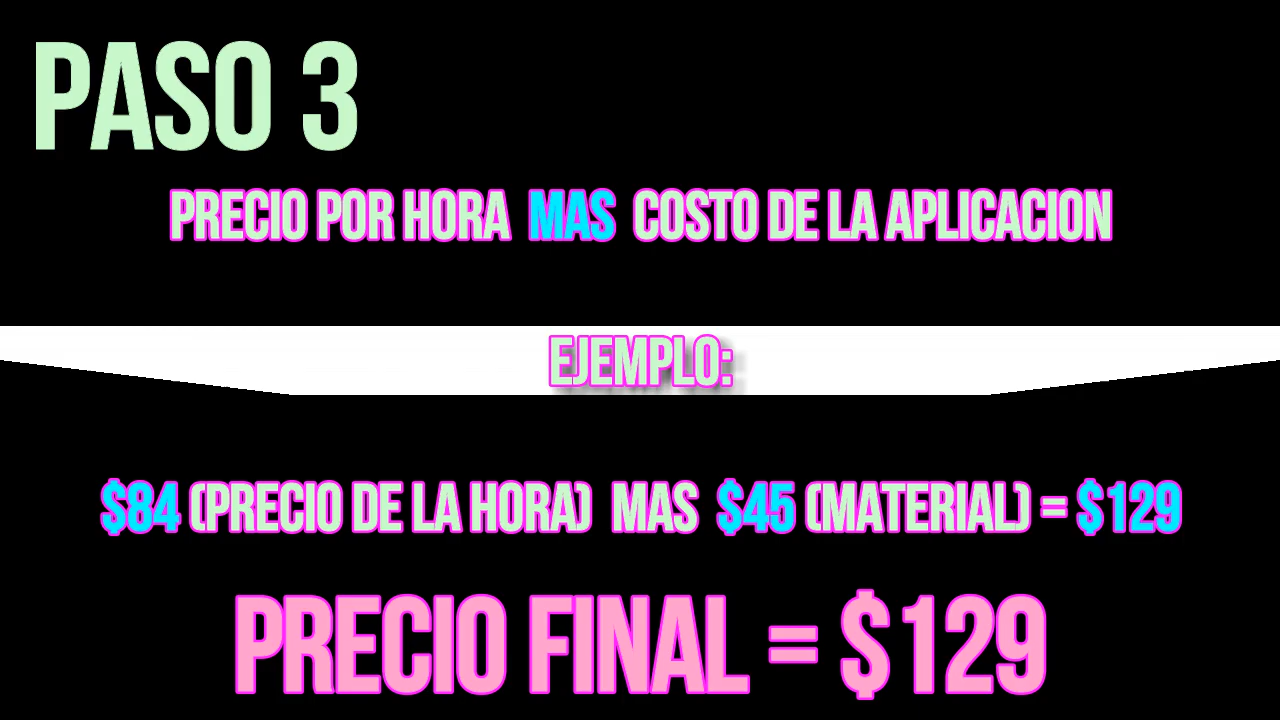 PASO 3
PRECIO POR HORA MAS COSTO DE LA APLICACION
EJEMPLO:
$84 (PRECIO DE LA HORA) MAS $45 (MATERIAL) = $129
PRECIO FINAL = $129